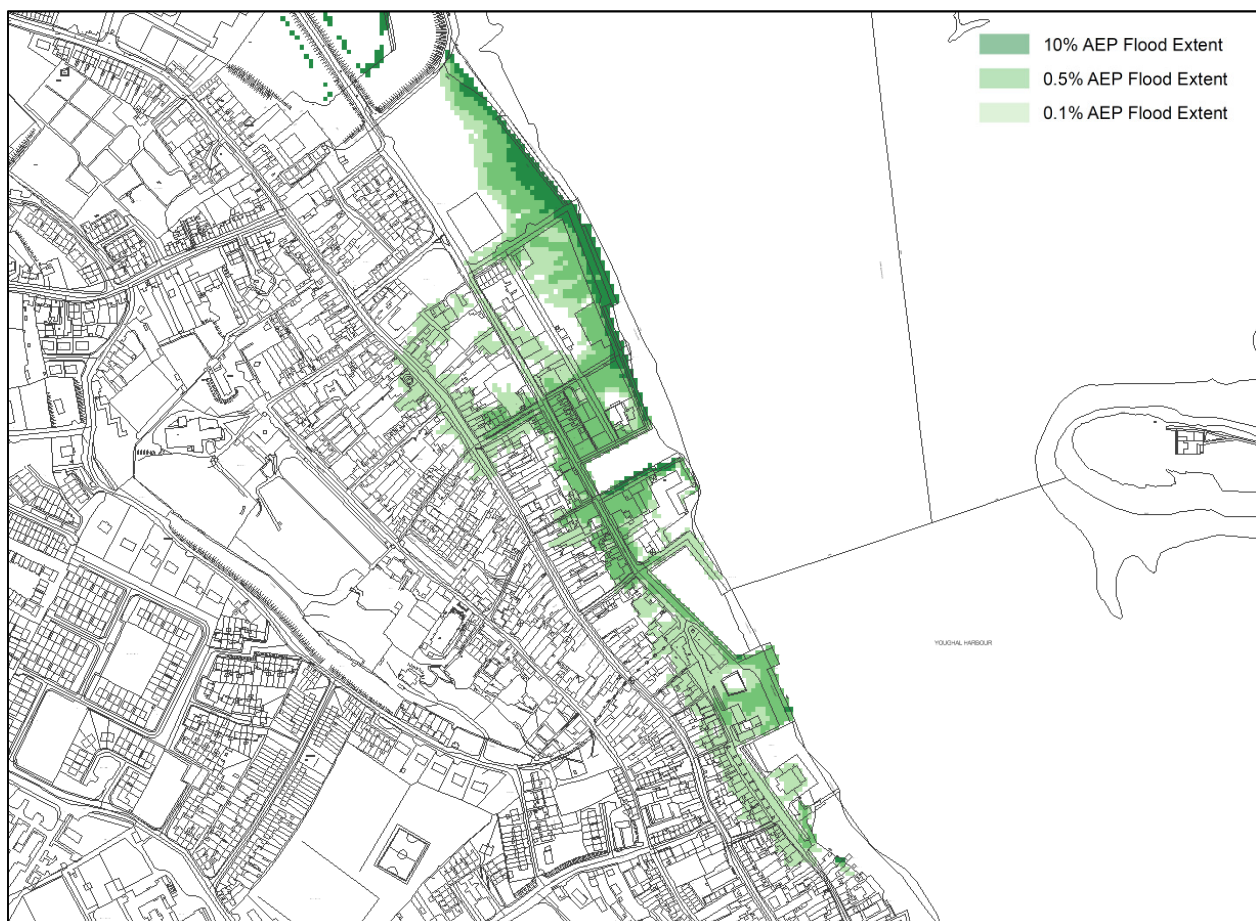 10% AEP Flood Extent
0.5% AEP Flood Extent
0.1% AEP Flood Extent
YOUGHAL HARBOUR